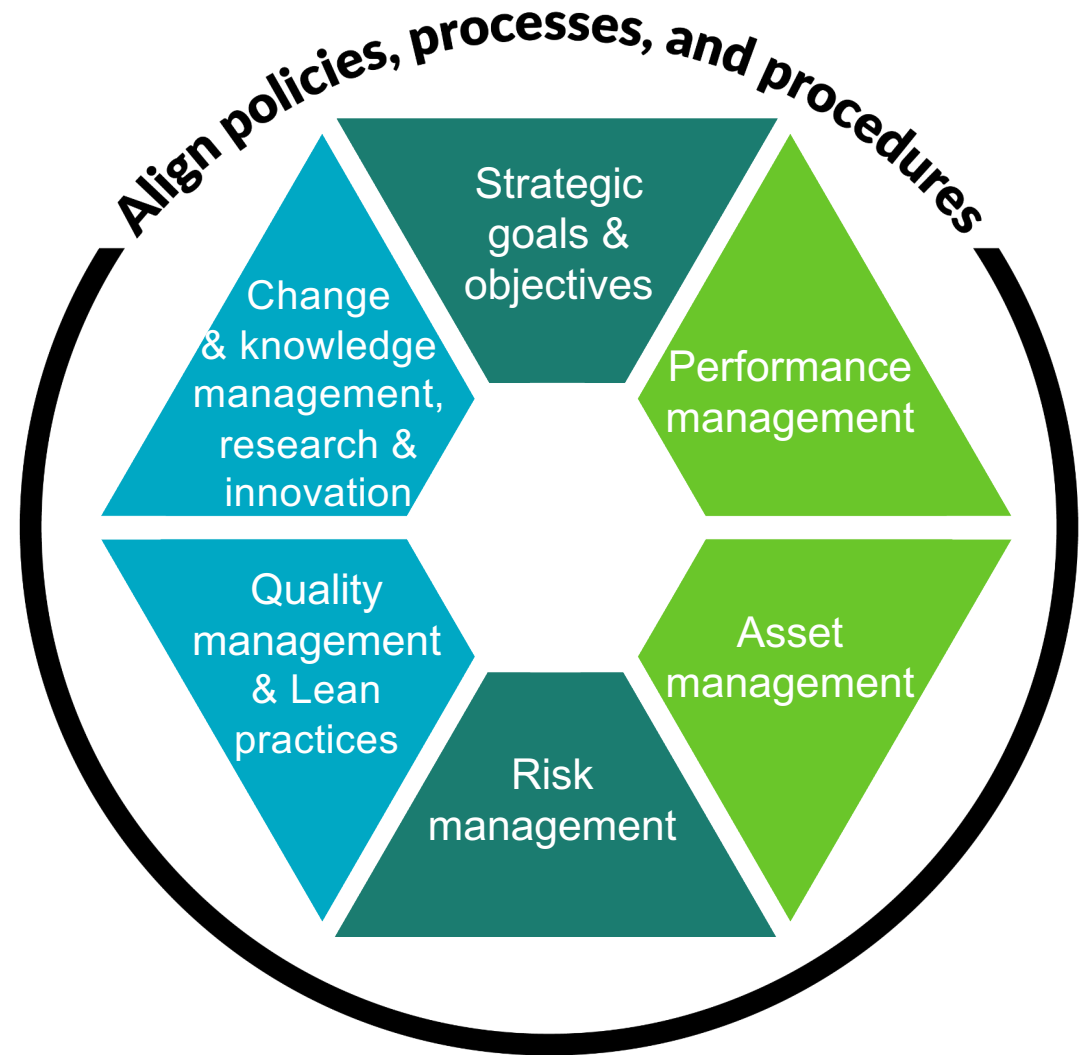 Align policies, processes, and procedures
Strategic
goals &
objectives
Performance
management
Asset
management
Risk
management
Quality
management
& Lean
practices
Change
& knowledge
management,
research &
innovation